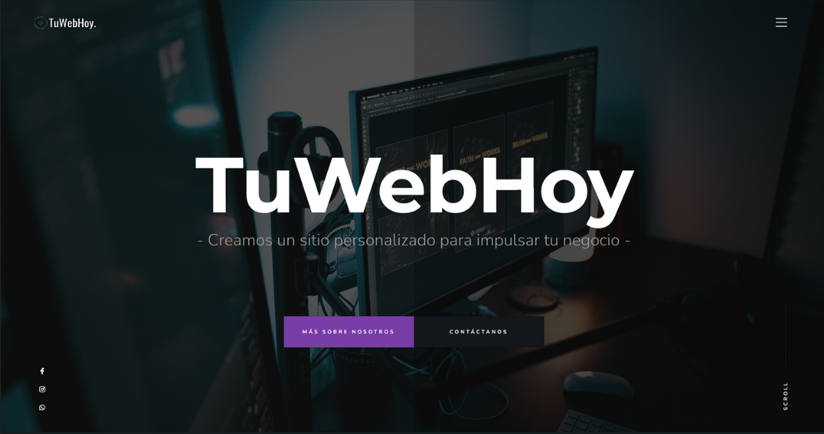 TuWebHoy.
TuWebHoy
- Creamos un sitio personalizado para impulsar tu negocio -
MÁS SOBRE NOSOTROS
CONTÁCTANOS
SCROLL